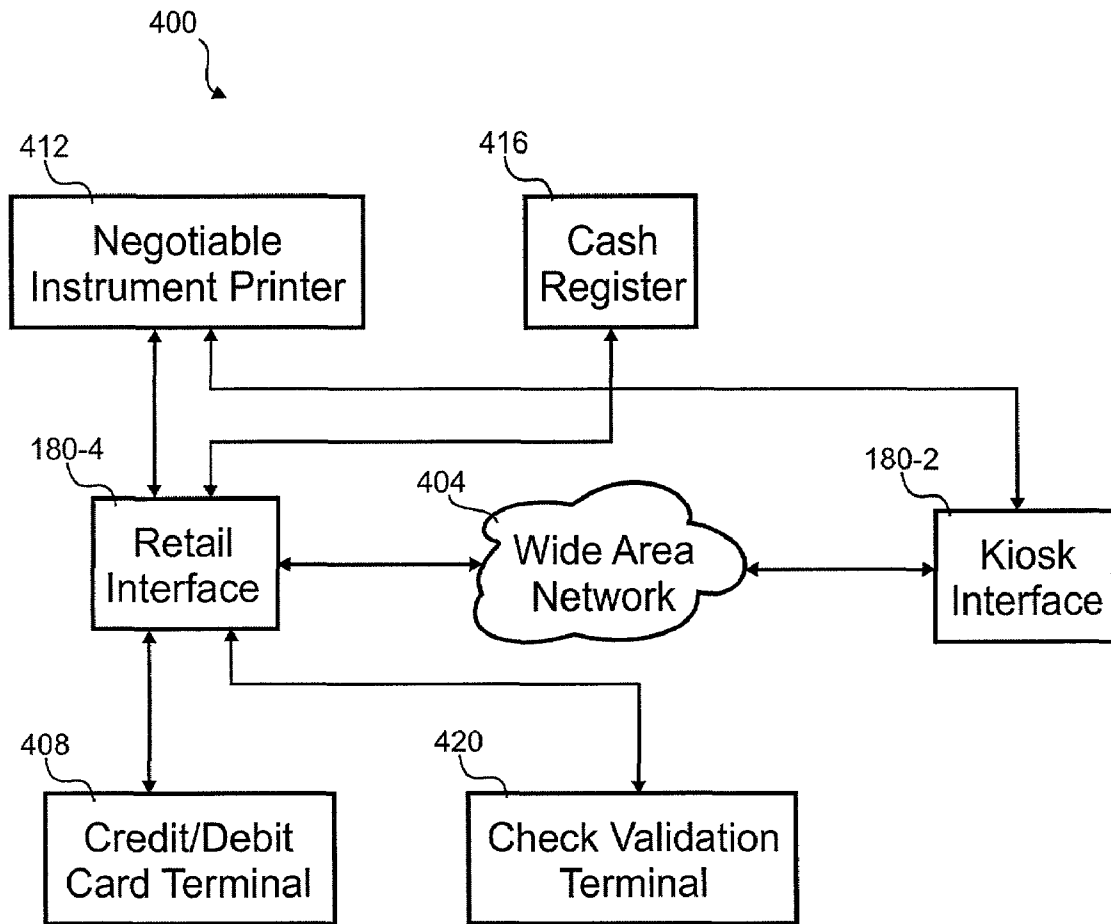 400
412
Negotiable
Instrument Printer
416
Cash
Register
180-4
Retail
Interface
404
Wide Area
Network
180-2
Kiosk
Interface
408
Credit/Debit
Card Terminal
420
Check Validation
Terminal